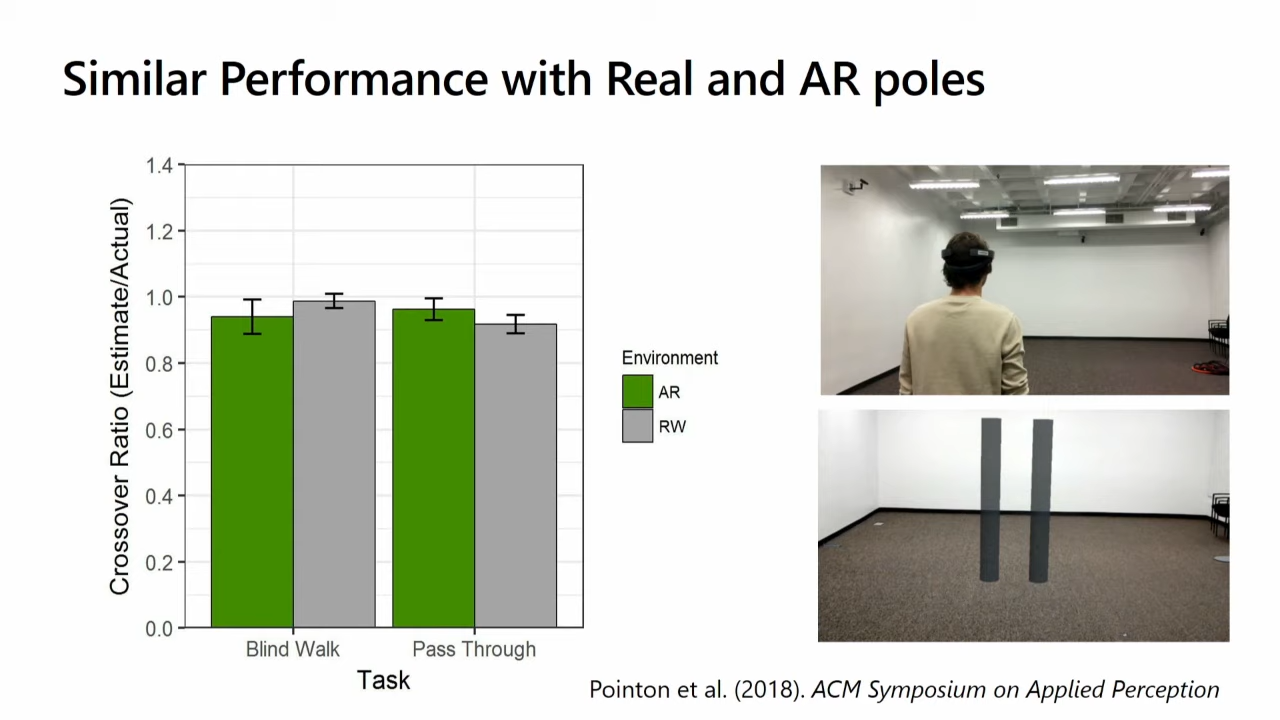 Similar Performance with Real and AR poles
Crossover Ratio (Estimate/Actual)
1.4
1.2
1.0
0.8
0.6
0.4
0.2
0.0
Blind Walk
Pass Through
Task
Environment
AR
RW
Pointon et al. (2018). ACM Symposium on Applied Perception